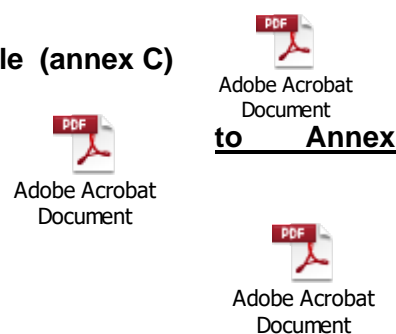 PDF
Adobe Acrobat
Document
le (annex C)
to Annex
PDF
Adobe Acrobat
Document
PDF
Adobe Acrobat
Document